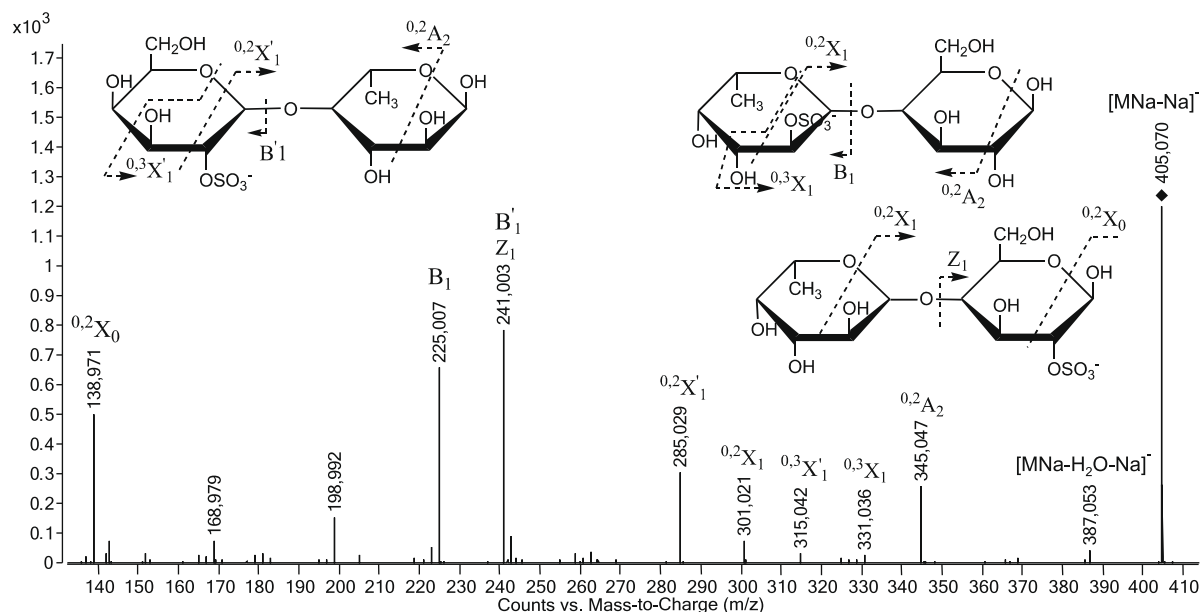 x10³
1.7
1.6
1.5
1.4
1.3
1.2
1.1
1
0.9
0.8
0.7
0.6
0.5
0.4
0.3
0.2
0.1
0
CH₂OH
OH
O
OH
OSO₃⁻
⁰,²X'₁
⁰,³X'₁
B'1
O
⁰,²A₂
O
OH
CH₃
OH
OH
⁰,²X₁
O
CH₃
OSO₃⁻
OH
OH
⁰,³X₁
B₁
O
CH₂OH
O
OH
OH
OH
⁰,²A₂
⁰,²X₁
O
CH₃
OH
OH
OH
O
Z₁
CH₂OH
⁰,²X₀
O
OH
OH
OSO₃⁻
[MNa-Na]⁻
405,070
⁰,²X₀
138,971
168,979
198,992
B₁
225,007
B'₁
Z₁
241,003
⁰,²X'₁
285,029
⁰,²X₁
301,021
⁰,³X'₁
315,042
⁰,³X₁
331,036
⁰,²A₂
345,047
[MNa-H₂O-Na]⁻
387,053
140 150 160 170 180 190 200 210 220 230 240 250 260 270 280 290 300 310 320 330 340 350 360 370 380 390 400 410
Counts vs. Mass-to-Charge (m/z)